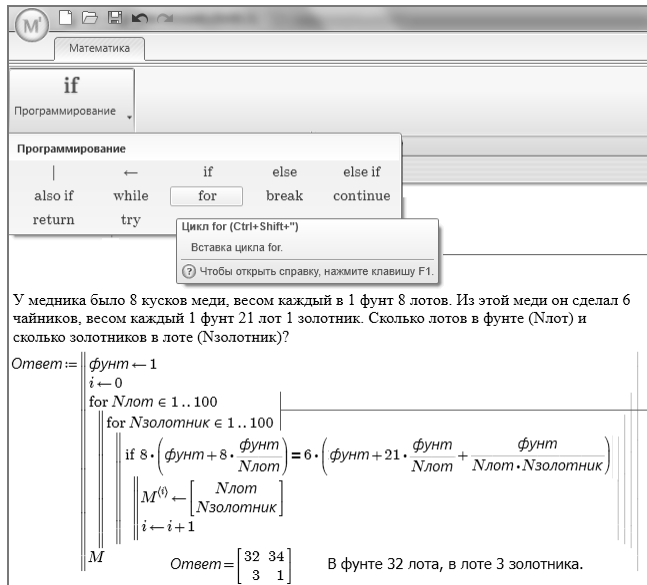 M'
Математика
if
Программирование
Программирование
| ← if else else if
also if while for break continue
return try
Цикл for (Ctrl+Shift+")
Вставка цикла for.
? Чтобы открыть справку, нажмите клавишу F1.
У медника было 8 кусков меди, весом каждый в 1 фунт 8 лотов. Из этой меди он сделал 6
чайников, весом каждый 1 фунт 21 лот 1 золотник. Сколько лотов в фунте (Nлот) и
сколько золотников в лоте (Nзолотник)?
Ответ:= фунт←1
i←0
for Nлот ∈ 1..100
for Nзолотник ∈ 1..100
if 8·(фунт+8·фунт/Nлот)=6·(фунт+21·фунт/Nлот+фунт/(Nлот·Nзолотник))
M⟨i⟩←[Nлот
Nзолотник]
i←i+1
M
Ответ=[32 34
3 1]
В фунте 32 лота, в лоте 3 золотника.